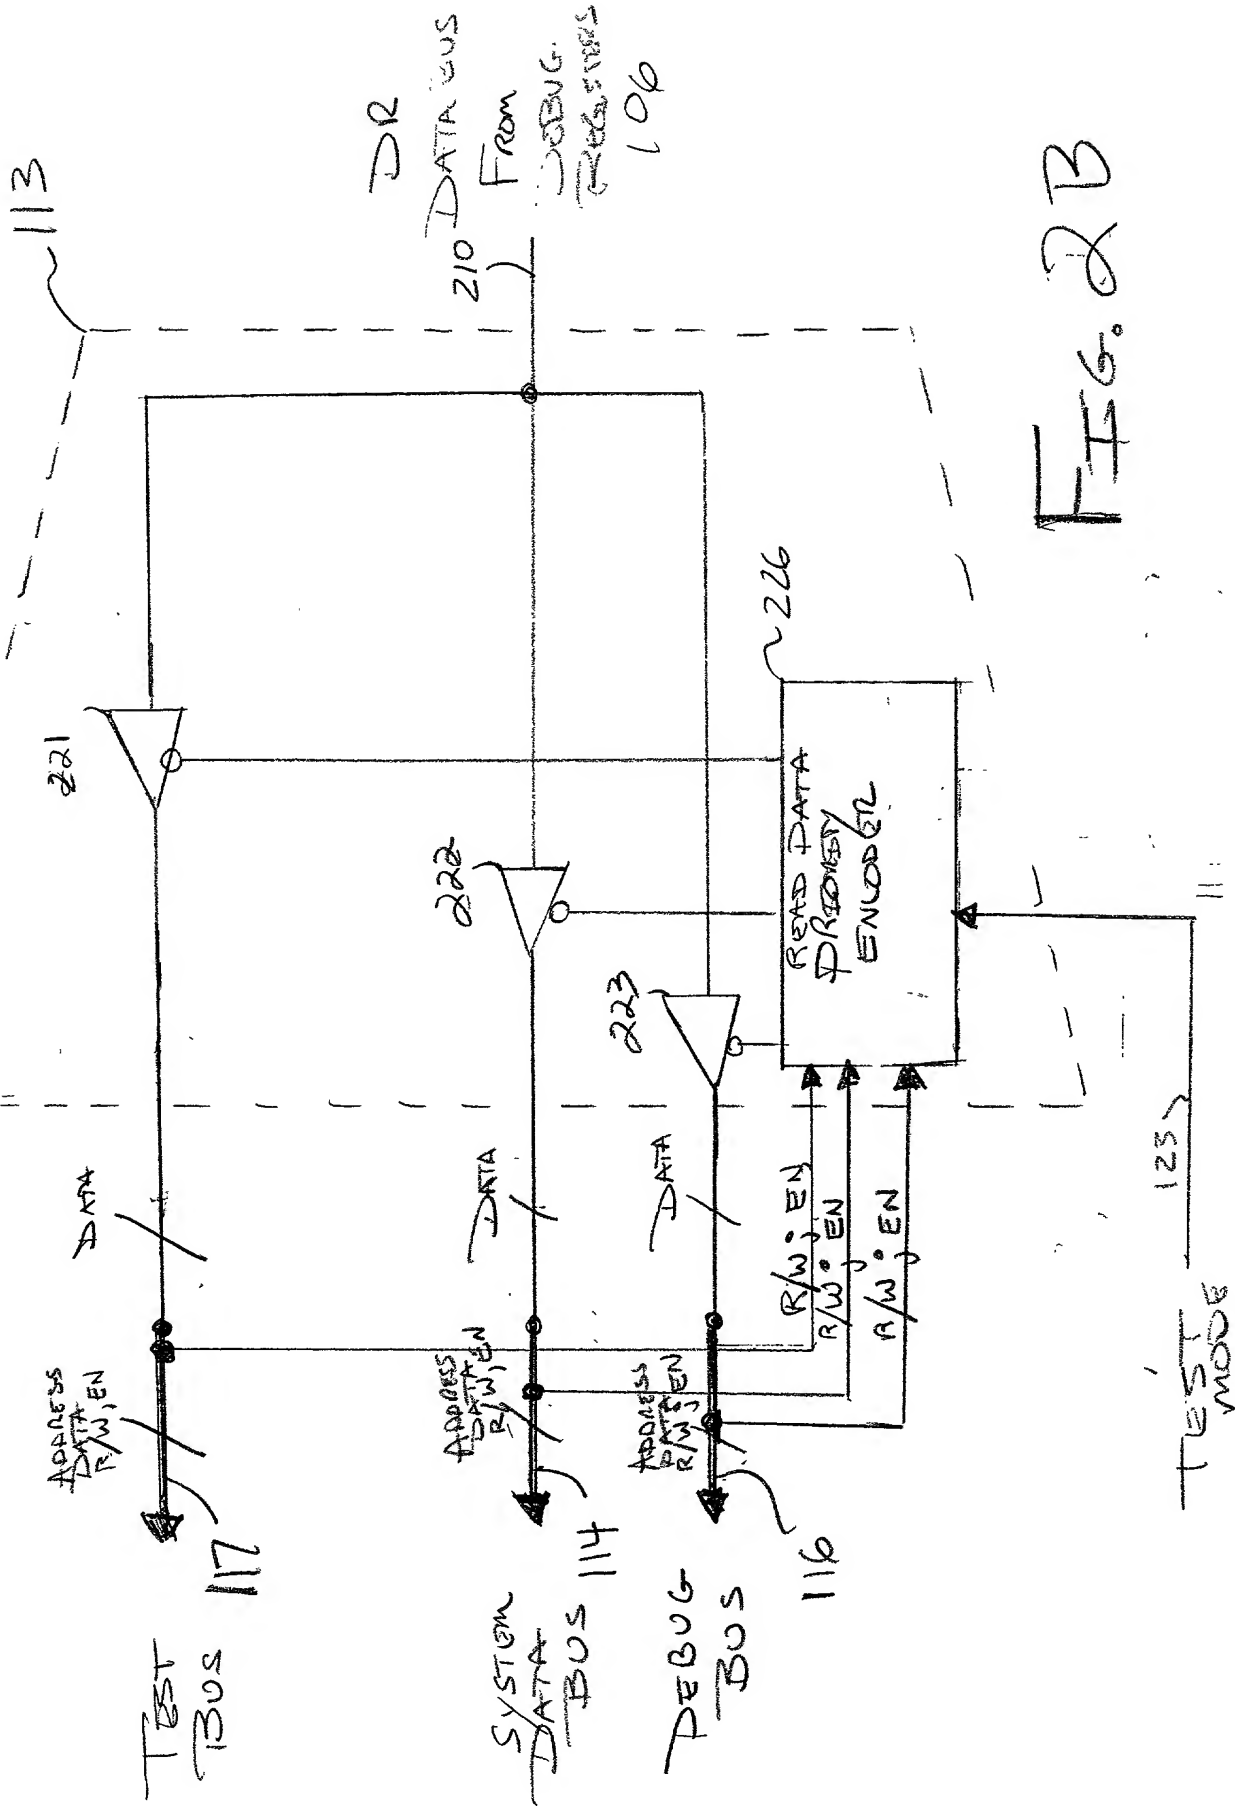 113
DR
DATA BUS
FROM
DEBUG
REGISTERS
106
210
221
222
223
226
READ DATA
PRIORITY
ENCODER
DATA
DATA
DATA
ADDRESS
DATA
R/W, EN
ADDRESS
DATA
R/W, EN
ADDRESS
DATA
R/W, EN
R/W, EN
R/W, EN
R/W, EN
117
114
116
TEST
BUS
SYSTEM
DATA
BUS
DEBUG
BUS
TEST
MODE
123
FIG. 2B